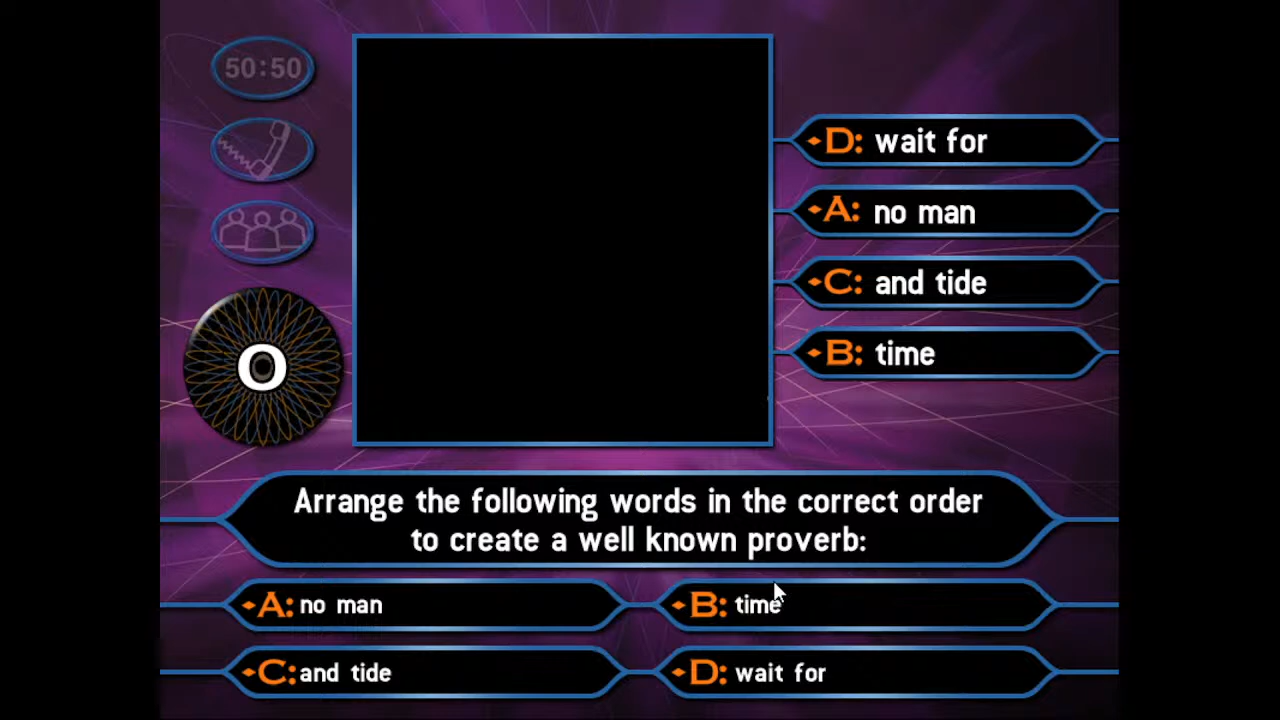 50:50
D: wait for
A: no man
C: and tide
B: time
O
Arrange the following words in the correct order
to create a well known proverb:
A: no man
B: time
C: and tide
D: wait for